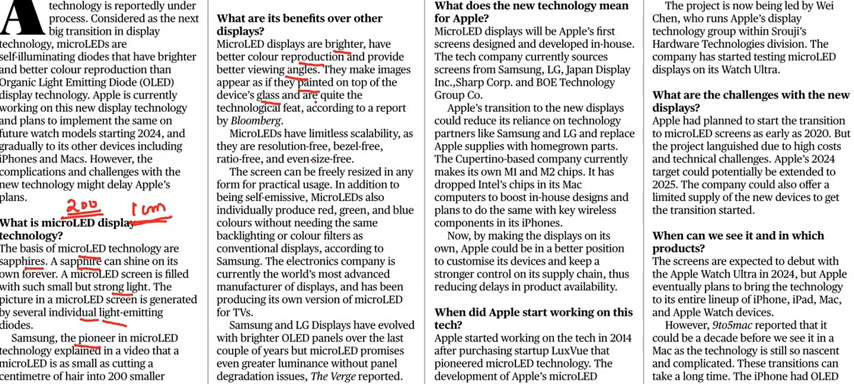 A
technology is reportedly under
process. Considered as the next
big transition in display
technology, microLEDs are
self-illuminating diodes that have brighter
and better colour reproduction than
Organic Light Emitting Diode (OLED)
display technology. Apple is currently
working on this new display technology
and plans to implement the same on
future watch models starting 2024, and
gradually to its other devices including
iPhones and Macs. However, the
complications and challenges with the
new technology might delay Apple's
plans.
200 1cm
What is microLED display
technology?
The basis of microLED technology are
sapphires. A sapphire can shine on its
own forever. A microLED screen is filled
with such small but strong light. The
picture in a microLED screen is generated
by several individual light-emitting
diodes.
Samsung, the pioneer in microLED
technology explained in a video that a
microLED is as small as cutting a
centimetre of hair into 200 smaller
What are its benefits over other
displays?
MicroLED displays are brighter, have
better colour reproduction and provide
better viewing angles. They make images
appear as if they painted on top of the
device's glass and are quite the
technological feat, according to a report
by Bloomberg.
MicroLEDs have limitless scalability, as
they are resolution-free, bezel-free,
ratio-free, and even-size-free.
The screen can be freely resized in any
form for practical usage. In addition to
being self-emissive, MicroLEDs also
individually produce red, green, and blue
colours without needing the same
backlighting or colour filters as
conventional displays, according to
Samsung. The electronics company is
currently the world's most advanced
manufacturer of displays, and has been
producing its own version of microLED
for TVs.
Samsung and LG Displays have evolved
with brighter OLED panels over the last
couple of years but microLED promises
even greater luminance without panel
degradation issues, The Verge reported.
What does the new technology mean
for Apple?
MicroLED displays will be Apple's first
screens designed and developed in-house.
The tech company currently sources
screens from Samsung, LG, Japan Display
Inc.,Sharp Corp. and BOE Technology
Group Co.
Apple's transition to the new displays
could reduce its reliance on technology
partners like Samsung and LG and replace
Apple supplies with homegrown parts.
The Cupertino-based company currently
makes its own M1 and M2 chips. It has
dropped Intel's chips in its Mac
computers to boost in-house designs and
plans to do the same with key wireless
components in its iPhones.
Now, by making the displays on its
own, Apple could be in a better position
to customise its devices and keep a
stronger control on its supply chain, thus
reducing delays in product availability.
When did Apple start working on this
tech?
Apple started working on the tech in 2014
after purchasing startup LuxVue that
pioneered microLED technology. The
development of Apple's microLED
The project is now being led by Wei
Chen, who runs Apple's display
technology group within Srouji's
Hardware Technologies division. The
company has started testing microLED
displays on its Watch Ultra.
What are the challenges with the new
displays?
Apple had planned to start the transition
to microLED screens as early as 2020. But
the project languished due to high costs
and technical challenges. Apple's 2024
target could potentially be extended to
2025. The company could also offer a
limited supply of the new devices to get
the transition started.
When can we see it and in which
products?
The screens are expected to debut with
the Apple Watch Ultra in 2024, but Apple
eventually plans to bring the technology
to its entire lineup of iPhone, iPad, Mac,
and Apple Watch devices.
However, 9to5mac reported that it
could be a decade before we see it in a
Mac as the technology is still so nascent
and complicated. These transitions can
take a long time. The iPhone had OLED